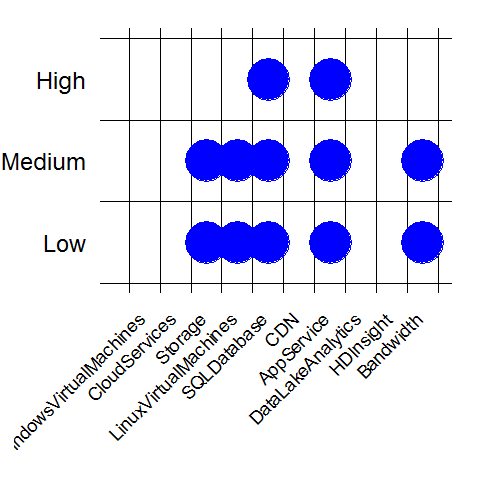 High
Medium
Low
ndowsVirtualMachines
CloudServices
Storage
LinuxVirtualMachines
SQLDatabase
CDN
AppService
DataLakeAnalytics
HDInsight
Bandwidth